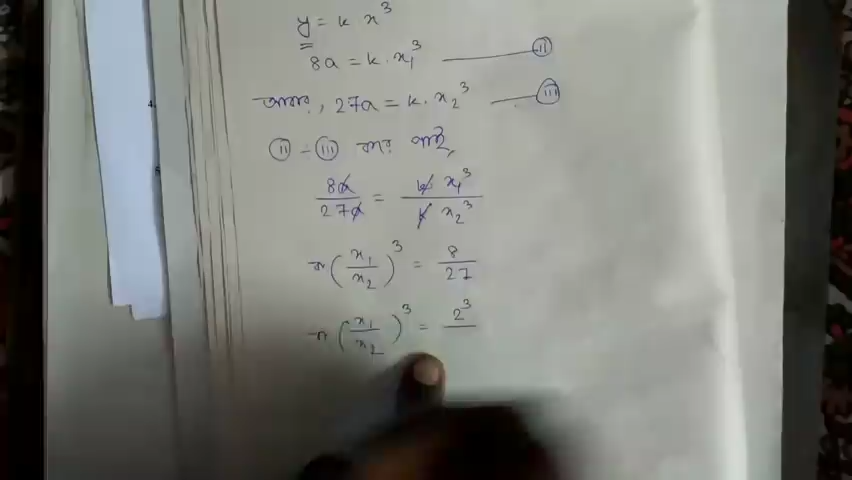 y = k x³
8a = k·x₁³ —— (II)
আবার, 27a = k·x₂³ —— (III)
(II) ÷ (III) করে পাই,
8a/27a = k x₁³/k x₂³
বা (x₁/x₂)³ = 8/27
বা (x₁/x₂)³ = 2³/